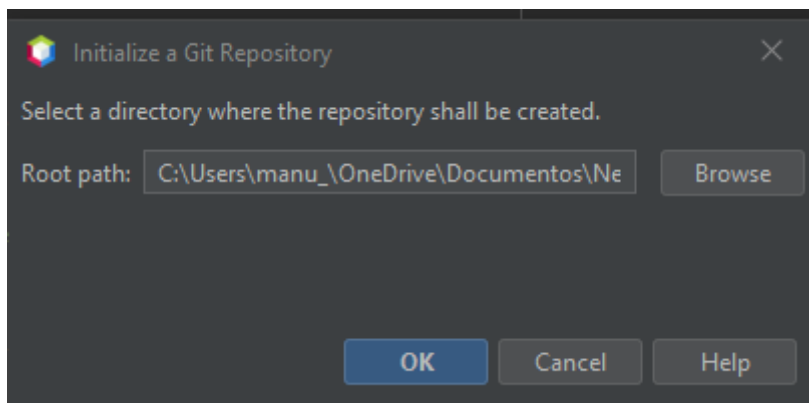 Initialize a Git Repository
Select a directory where the repository shall be created.
Root path: C:\Users\manu_\OneDrive\Documentos\Ne Browse
OK Cancel Help